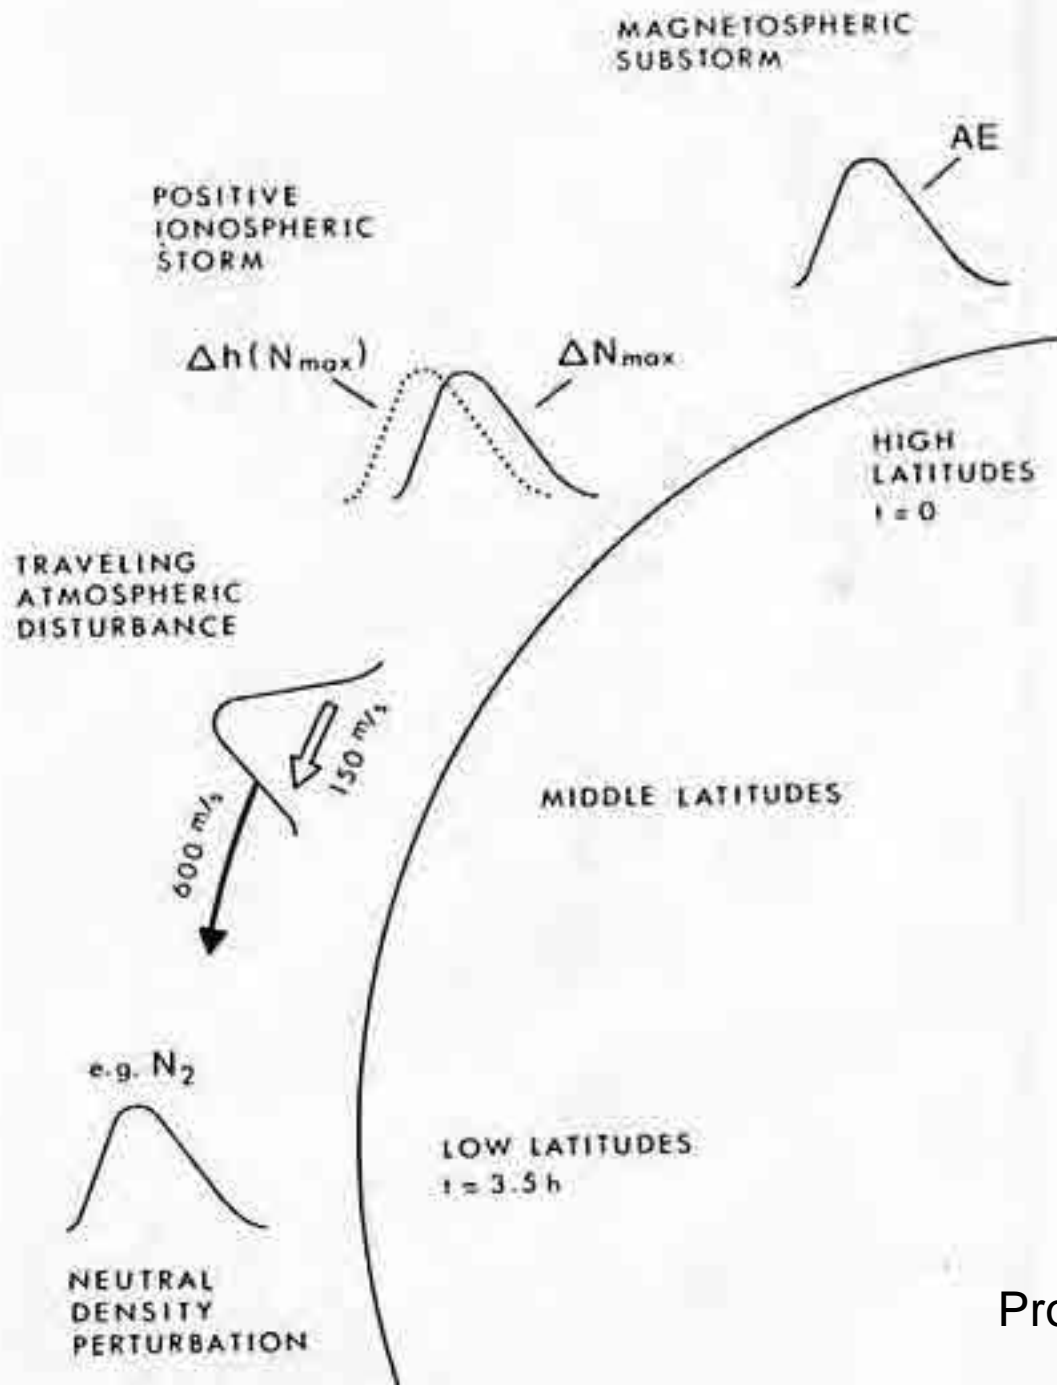 MAGNETOSPHERIC
SUBSTORM
AE
POSITIVE
IONOSPHERIC
STORM
Δh(Nmax)
ΔNmax
HIGH
LATITUDES
t = 0
TRAVELING
ATMOSPHERIC
DISTURBANCE
150 m/s
600 m/s
MIDDLE LATITUDES
e.g. N2
LOW LATITUDES
t ≈ 3.5 h
NEUTRAL
DENSITY
PERTURBATION
Pro